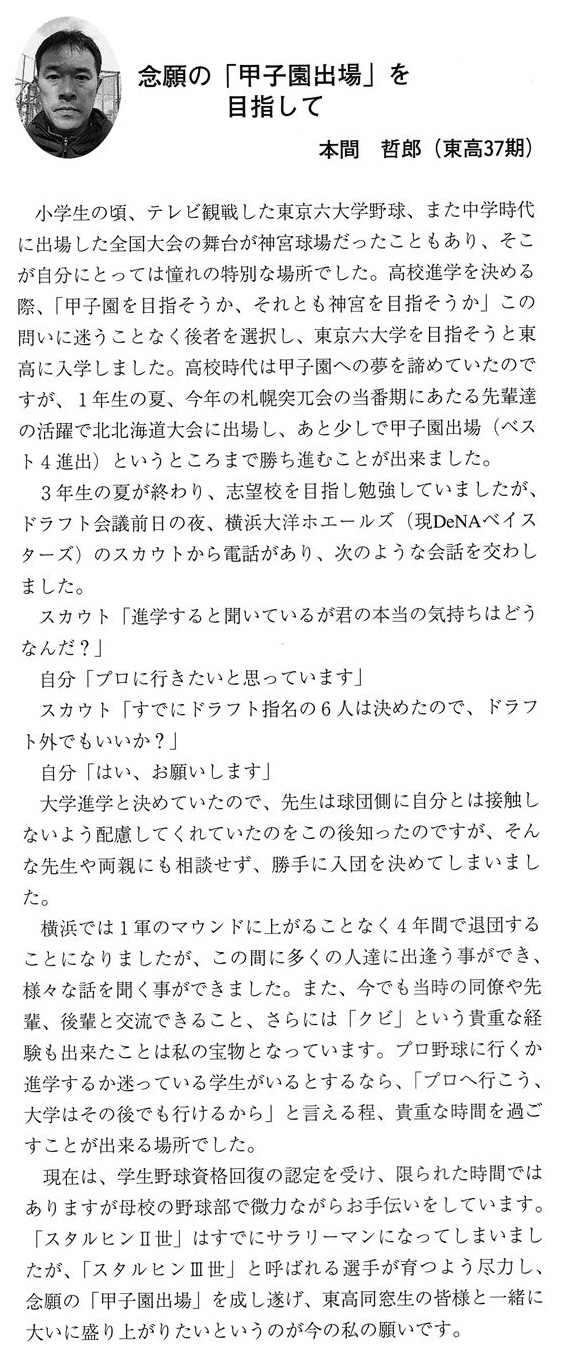 念願の「甲子園出場」を
目指して
本間　哲郎（東高37期）
　小学生の頃、テレビ観戦した東京六大学野球、また中学時代
に出場した全国大会の舞台が神宮球場だったこともあり、そこ
が自分にとっては憧れの特別な場所でした。高校進学を決める
際、「甲子園を目指そうか、それとも神宮を目指そうか」この
問いに迷うことなく後者を選択し、東京六大学を目指そうと東
高に入学しました。高校時代は甲子園への夢を諦めていたので
すが、１年生の夏、今年の札幌突兀会の当番期にあたる先輩達
の活躍で北北海道大会に出場し、あと少しで甲子園出場（ベス
ト４進出）というところまで勝ち進むことが出来ました。
　３年生の夏が終わり、志望校を目指し勉強していましたが、
ドラフト会議前日の夜、横浜大洋ホエールズ（現DeNAベイス
ターズ）のスカウトから電話があり、次のような会話を交わし
ました。
　スカウト「進学すると聞いているが君の本当の気持ちはどう
なんだ？」
　自分「プロに行きたいと思っています」
　スカウト「すでにドラフト指名の６人は決めたので、ドラフ
ト外でもいいか？」
　自分「はい、お願いします」
　大学進学と決めていたので、先生は球団側に自分とは接触し
ないよう配慮してくれていたのをこの後知ったのですが、そん
な先生や両親にも相談せず、勝手に入団を決めてしまいまし
た。
　横浜では１軍のマウンドに上がることなく４年間で退団する
ことになりましたが、この間に多くの人達に出逢う事ができ、
様々な話を聞く事ができました。また、今でも当時の同僚や先
輩、後輩と交流できること、さらには「クビ」という貴重な経
験も出来たことは私の宝物となっています。プロ野球に行くか
進学するか迷っている学生がいるとするなら、「プロへ行こう、
大学はその後でも行けるから」と言える程、貴重な時間を過ご
すことが出来る場所でした。
　現在は、学生野球資格回復の認定を受け、限られた時間では
ありますが母校の野球部で微力ながらお手伝いをしています。
「スタルヒンⅡ世」はすでにサラリーマンになってしまいまし
たが、「スタルヒンⅢ世」と呼ばれる選手が育つよう尽力し、
念願の「甲子園出場」を成し遂げ、東高同窓生の皆様と一緒に
大いに盛り上がりたいというのが今の私の願いです。